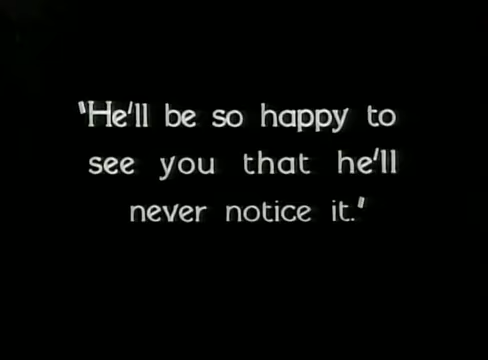 "He'll be so happy to
see you that he'll
never notice it."